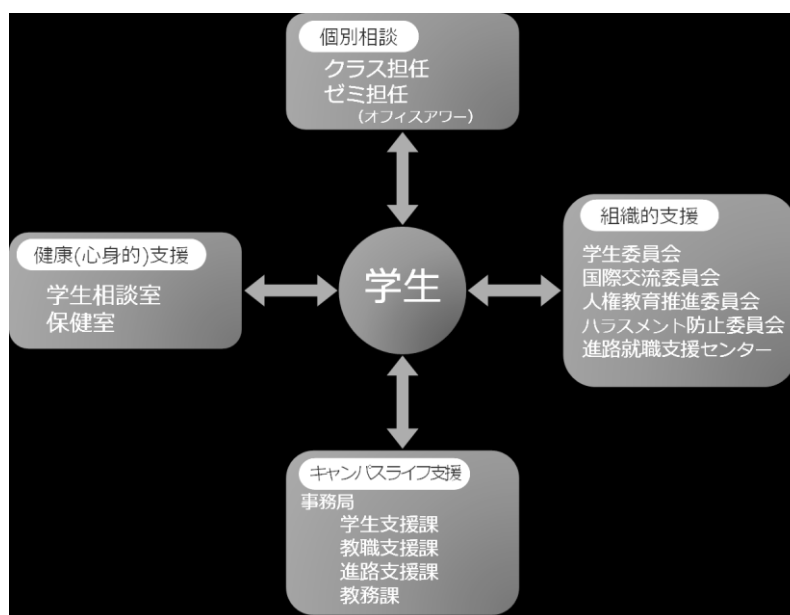 個別相談
クラス担任
ゼミ担任
(オフィスアワー)
健康(心身的)支援
学生相談室
保健室
学生
組織的支援
学生委員会
国際交流委員会
人権教育推進委員会
ハラスメント防止委員会
進路就職支援センター
キャンパスライフ支援
事務局
学生支援課
教職支援課
進路支援課
教務課